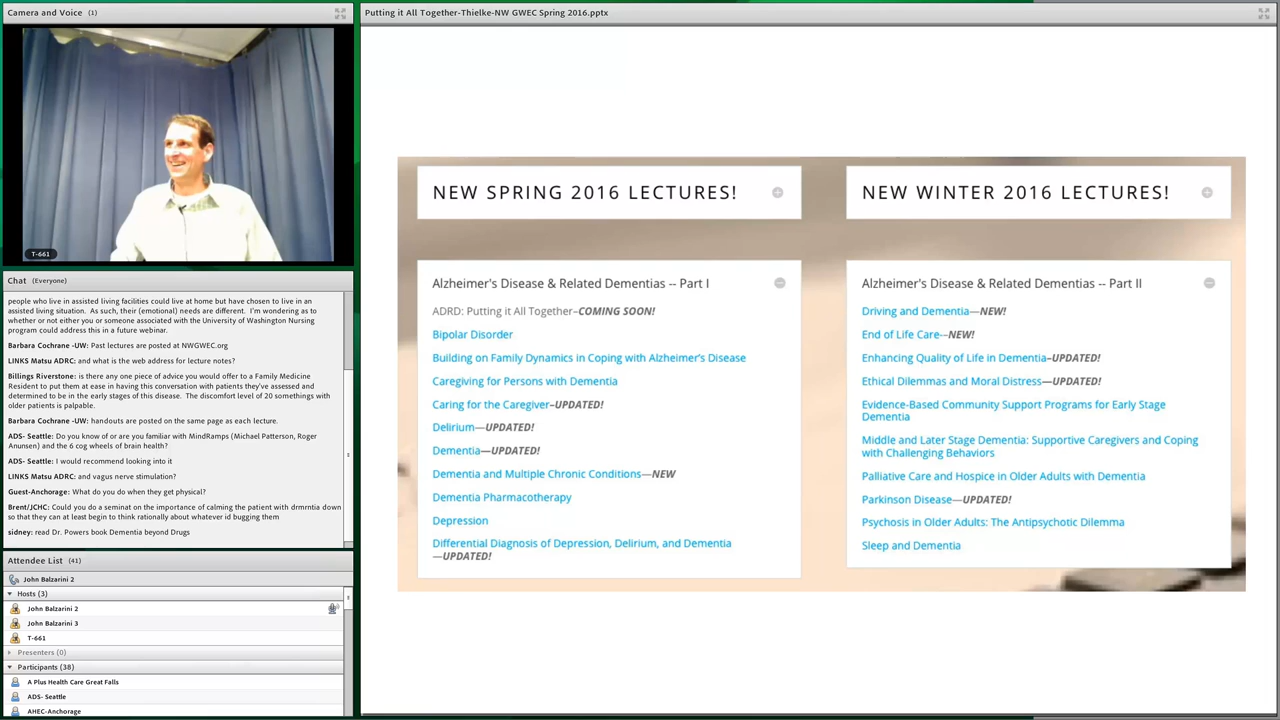 Camera and Voice (1)
T-661
Chat (Everyone)
people who live in assisted living facilities could live at home but have chosen to live in an
assisted living situation. As such, their (emotional) needs are different. I'm wondering as to
whether or not either you or someone associated with the University of Washington Nursing
program could address this in a future webinar.
Barbara Cochrane -UW: Past lectures are posted at NWGWEC.org
LINKS Matsu ADRC: and what is the web address for lecture notes?
Billings Riverstone: is there any one piece of advice you would offer to a Family Medicine
Resident to put them at ease in having this conversation with patients they've assessed and
determined to be in the early stages of this disease. The discomfort level of 20 somethings with
older patients is palpable.
Barbara Cochrane -UW: handouts are posted on the same page as each lecture.
ADS- Seattle: Do you know of or are you familiar with MindRamps (Michael Patterson, Roger
Anunsen) and the 6 cog wheels of brain health?
ADS- Seattle: I would recommend looking into it
LINKS Matsu ADRC: and vagus nerve stimulation?
Guest-Anchorage: What do you do when they get physical?
Brent/JCHC: Could you do a seminat on the importance of calming the patient with drmrntia down
so that they can at least begin to think rationally about whatever id bugging them
sidney: read Dr. Powers book Dementia beyond Drugs
Attendee List (41)
John Balzarini 2
Hosts (3)
John Balzarini 2
John Balzarini 3
T-661
Presenters (0)
Participants (38)
A Plus Health Care Great Falls
ADS- Seattle
AHEC-Anchorage
Putting it All Together-Thielke-NW GWEC Spring 2016.pptx
NEW SPRING 2016 LECTURES!
Alzheimer's Disease & Related Dementias -- Part I
ADRD: Putting it All Together–COMING SOON!
Bipolar Disorder
Building on Family Dynamics in Coping with Alzheimer's Disease
Caregiving for Persons with Dementia
Caring for the Caregiver–UPDATED!
Delirium—UPDATED!
Dementia—UPDATED!
Dementia and Multiple Chronic Conditions—NEW
Dementia Pharmacotherapy
Depression
Differential Diagnosis of Depression, Delirium, and Dementia
—UPDATED!
NEW WINTER 2016 LECTURES!
Alzheimer's Disease & Related Dementias -- Part II
Driving and Dementia—NEW!
End of Life Care-–NEW!
Enhancing Quality of Life in Dementia–UPDATED!
Ethical Dilemmas and Moral Distress—UPDATED!
Evidence-Based Community Support Programs for Early Stage
Dementia
Middle and Later Stage Dementia: Supportive Caregivers and Coping
with Challenging Behaviors
Palliative Care and Hospice in Older Adults with Dementia
Parkinson Disease—UPDATED!
Psychosis in Older Adults: The Antipsychotic Dilemma
Sleep and Dementia